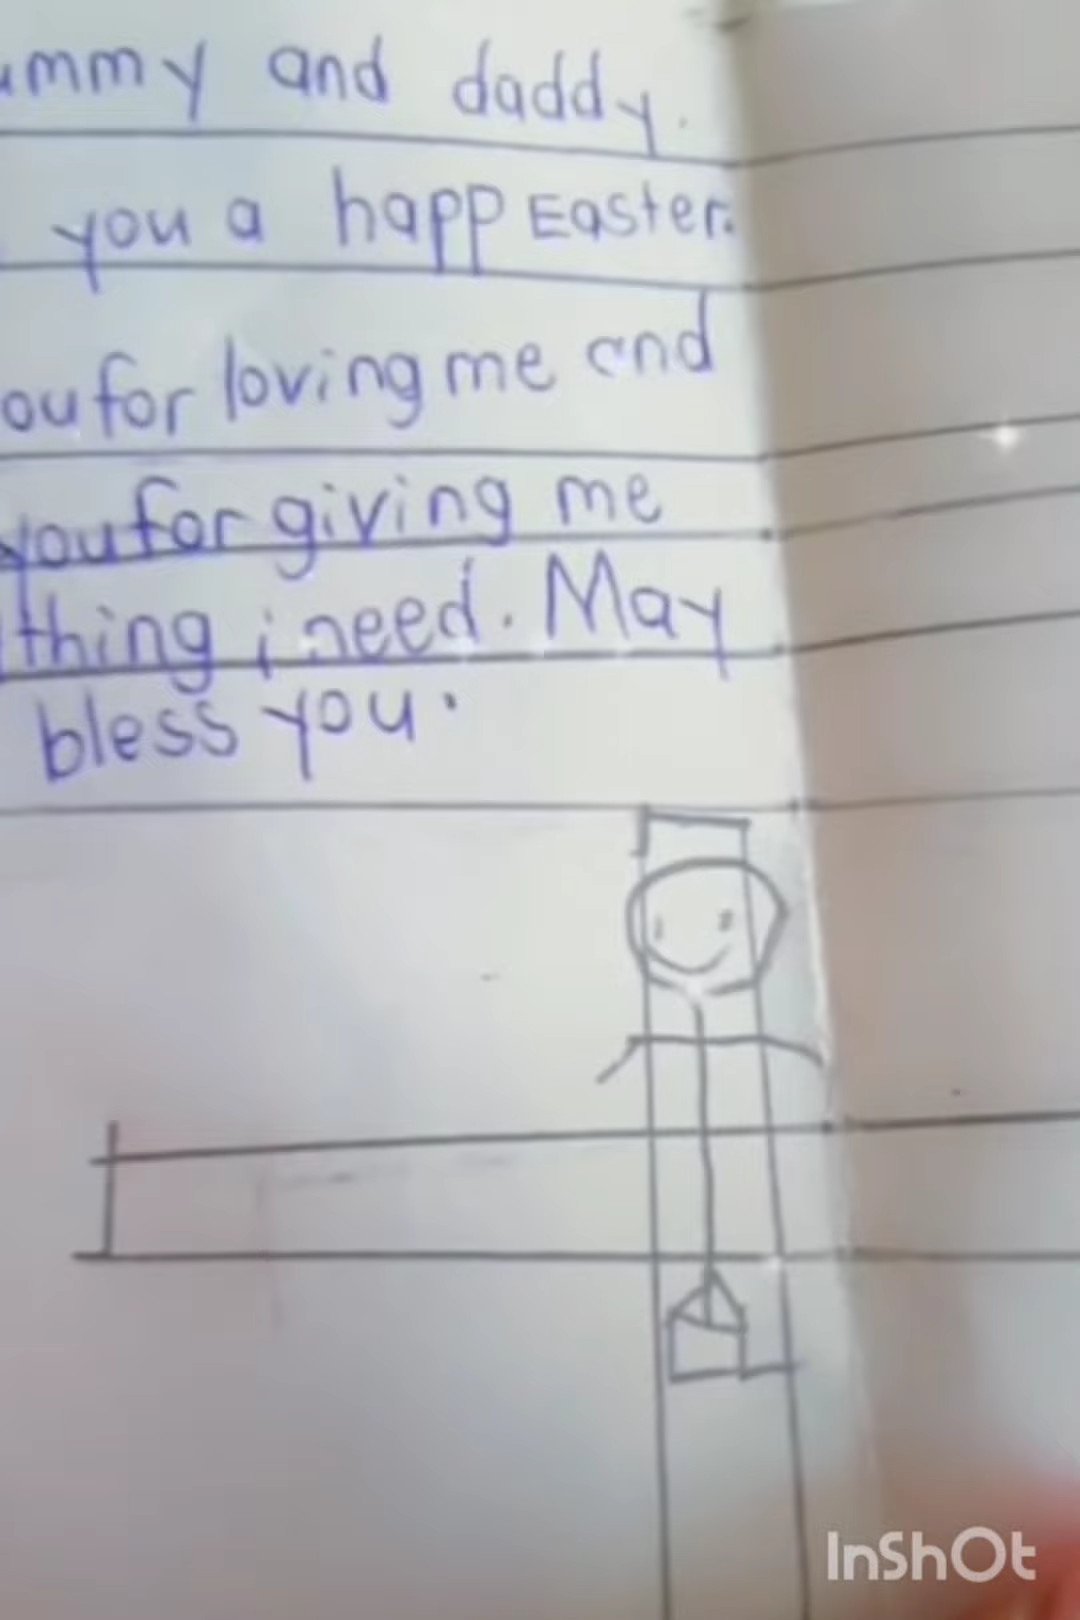 ummy and daddy.
you a happ Easter.
ou for loving me and
you for giving me
thing i need. May
bless you.
InShOt